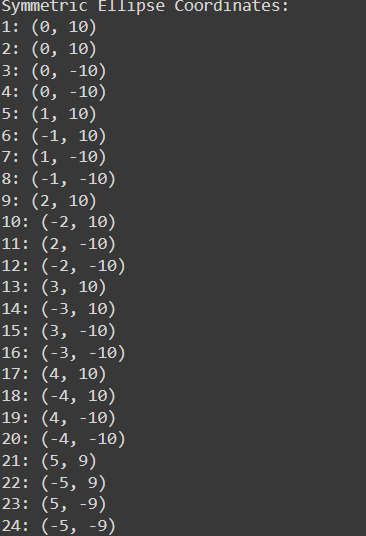 Symmetric Ellipse Coordinates:
1: (0, 10)
2: (0, 10)
3: (0, -10)
4: (0, -10)
5: (1, 10)
6: (-1, 10)
7: (1, -10)
8: (-1, -10)
9: (2, 10)
10: (-2, 10)
11: (2, -10)
12: (-2, -10)
13: (3, 10)
14: (-3, 10)
15: (3, -10)
16: (-3, -10)
17: (4, 10)
18: (-4, 10)
19: (4, -10)
20: (-4, -10)
21: (5, 9)
22: (-5, 9)
23: (5, -9)
24: (-5, -9)